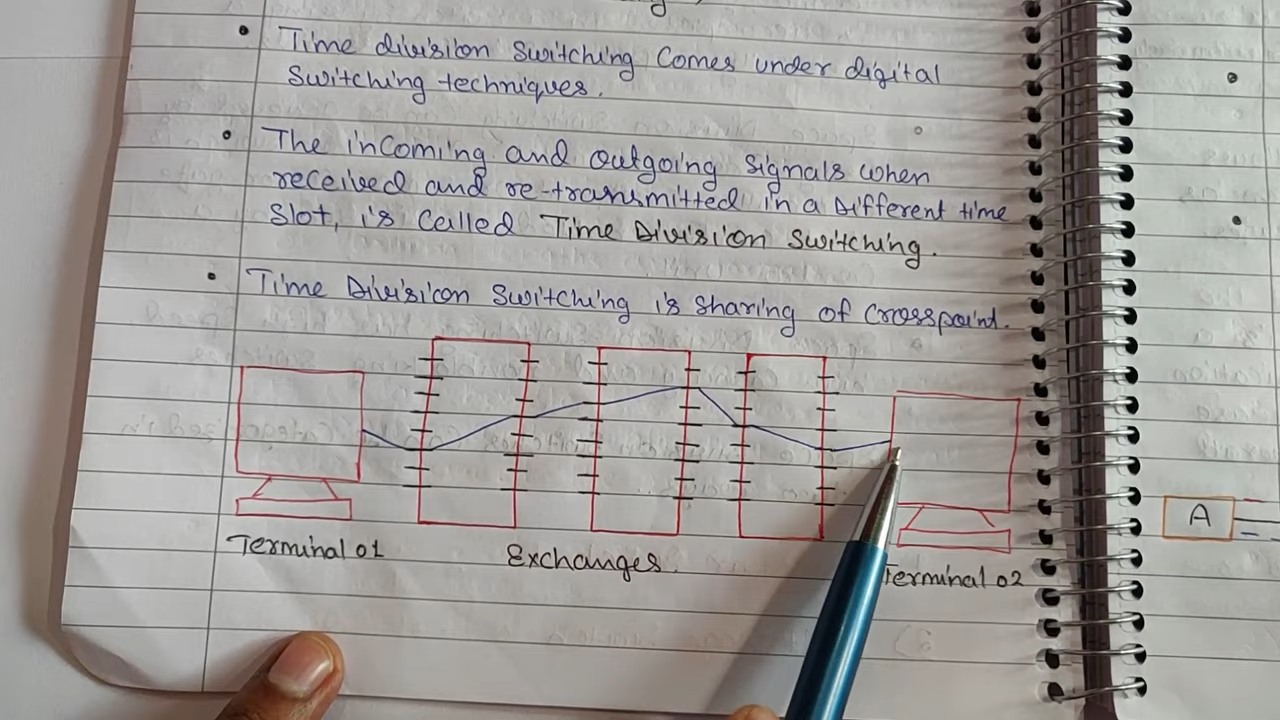 Time division switching comes under digital
switching techniques.
The incoming and outgoing signals when
received and re-transmitted in a different time
slot, is called Time Division Switching.
Time Division Switching is sharing of Crosspoint.
Terminal 01
Exchanges.
Terminal 02
A